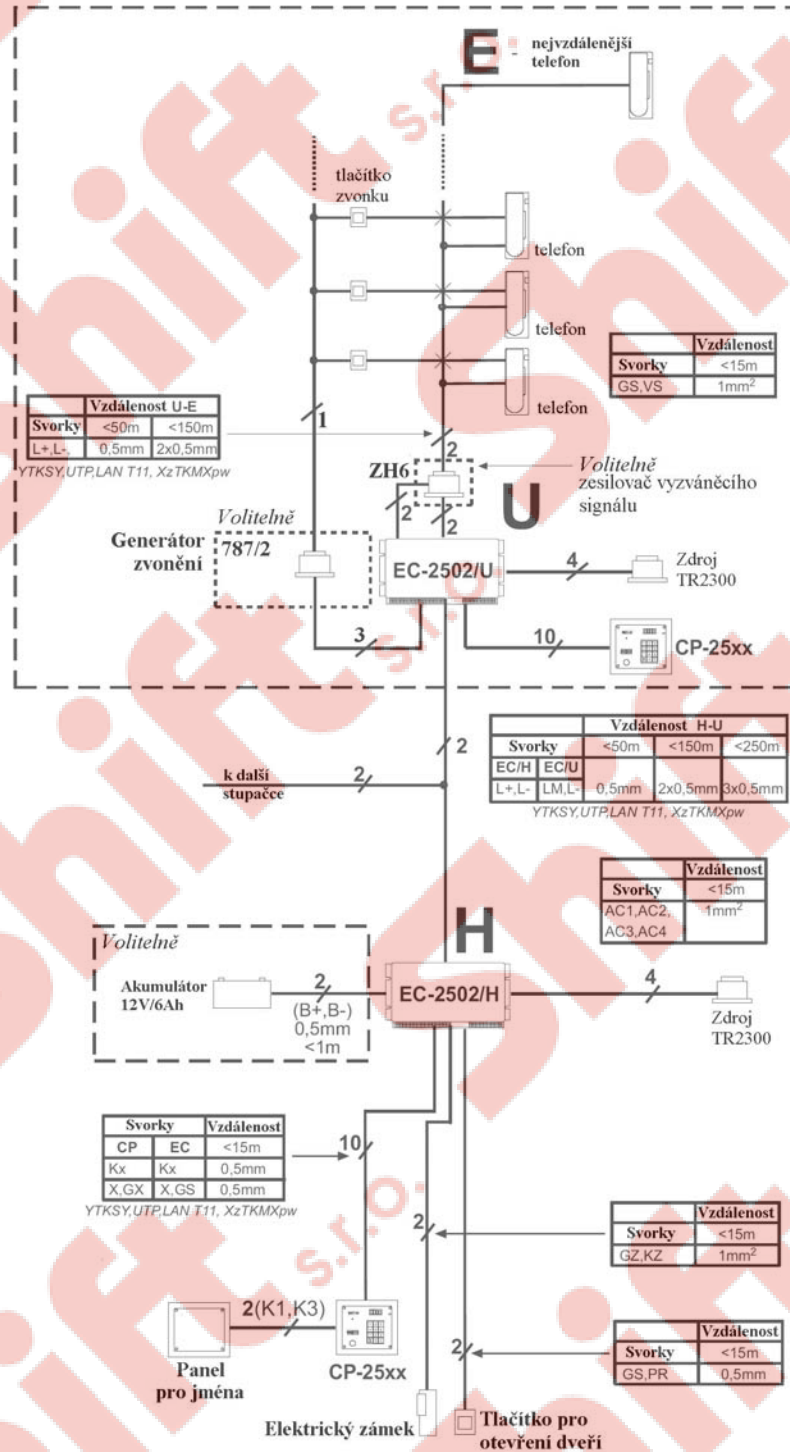 E - nejvzdálenější
telefon
tlačítko
zvonku
telefon
telefon
telefon
Vzdálenost
Svorky <15m
GS,VS 1mm²
Vzdálenost U-E
Svorky <50m <150m
L+,L-, 0,5mm 2x0,5mm
YTKSY,UTP,LAN T11, XzTKMXpw
1
2
ZH6
Volitelně
zesilovač vyzváněcího
signálu
2
2
U
Volitelně
Generátor
zvonění
787/2
EC-2502/U
4
Zdroj
TR2300
3
10
CP-25xx
2
Vzdálenost H-U
Svorky <50m <150m <250m
EC/H EC/U
L+,L- LM,L- 0,5mm 2x0,5mm 3x0,5mm
YTKSY,UTP,LAN T11, XzTKMXpw
k další
stupačce
2
Vzdálenost
Svorky <15m
AC1,AC2, 1mm²
AC3,AC4
H
Volitelně
Akumulátor
12V/6Ah
2
(B+,B-)
0,5mm
<1m
EC-2502/H
4
Zdroj
TR2300
Svorky Vzdálenost
CP EC <15m
Kx Kx 0,5mm
X,GX X,GS 0,5mm
YTKSY,UTP,LAN T11, XzTKMXpw
10
2
Vzdálenost
Svorky <15m
GZ,KZ 1mm²
2(K1,K3)
Panel
pro jména
CP-25xx
2
Vzdálenost
Svorky <15m
GS,PR 0,5mm
Elektrický zámek
Tlačítko pro
otevření dveří
Shift s.r.o.
Shift s.r.o.
Shift s.r.o.